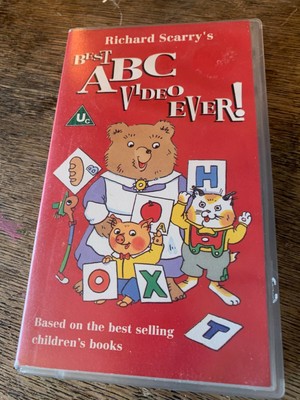 Richard Scarry's
BEST
ABC
VIDEO
EVER!
Uc
H
A
O
X
T
Based on the best selling
children's books